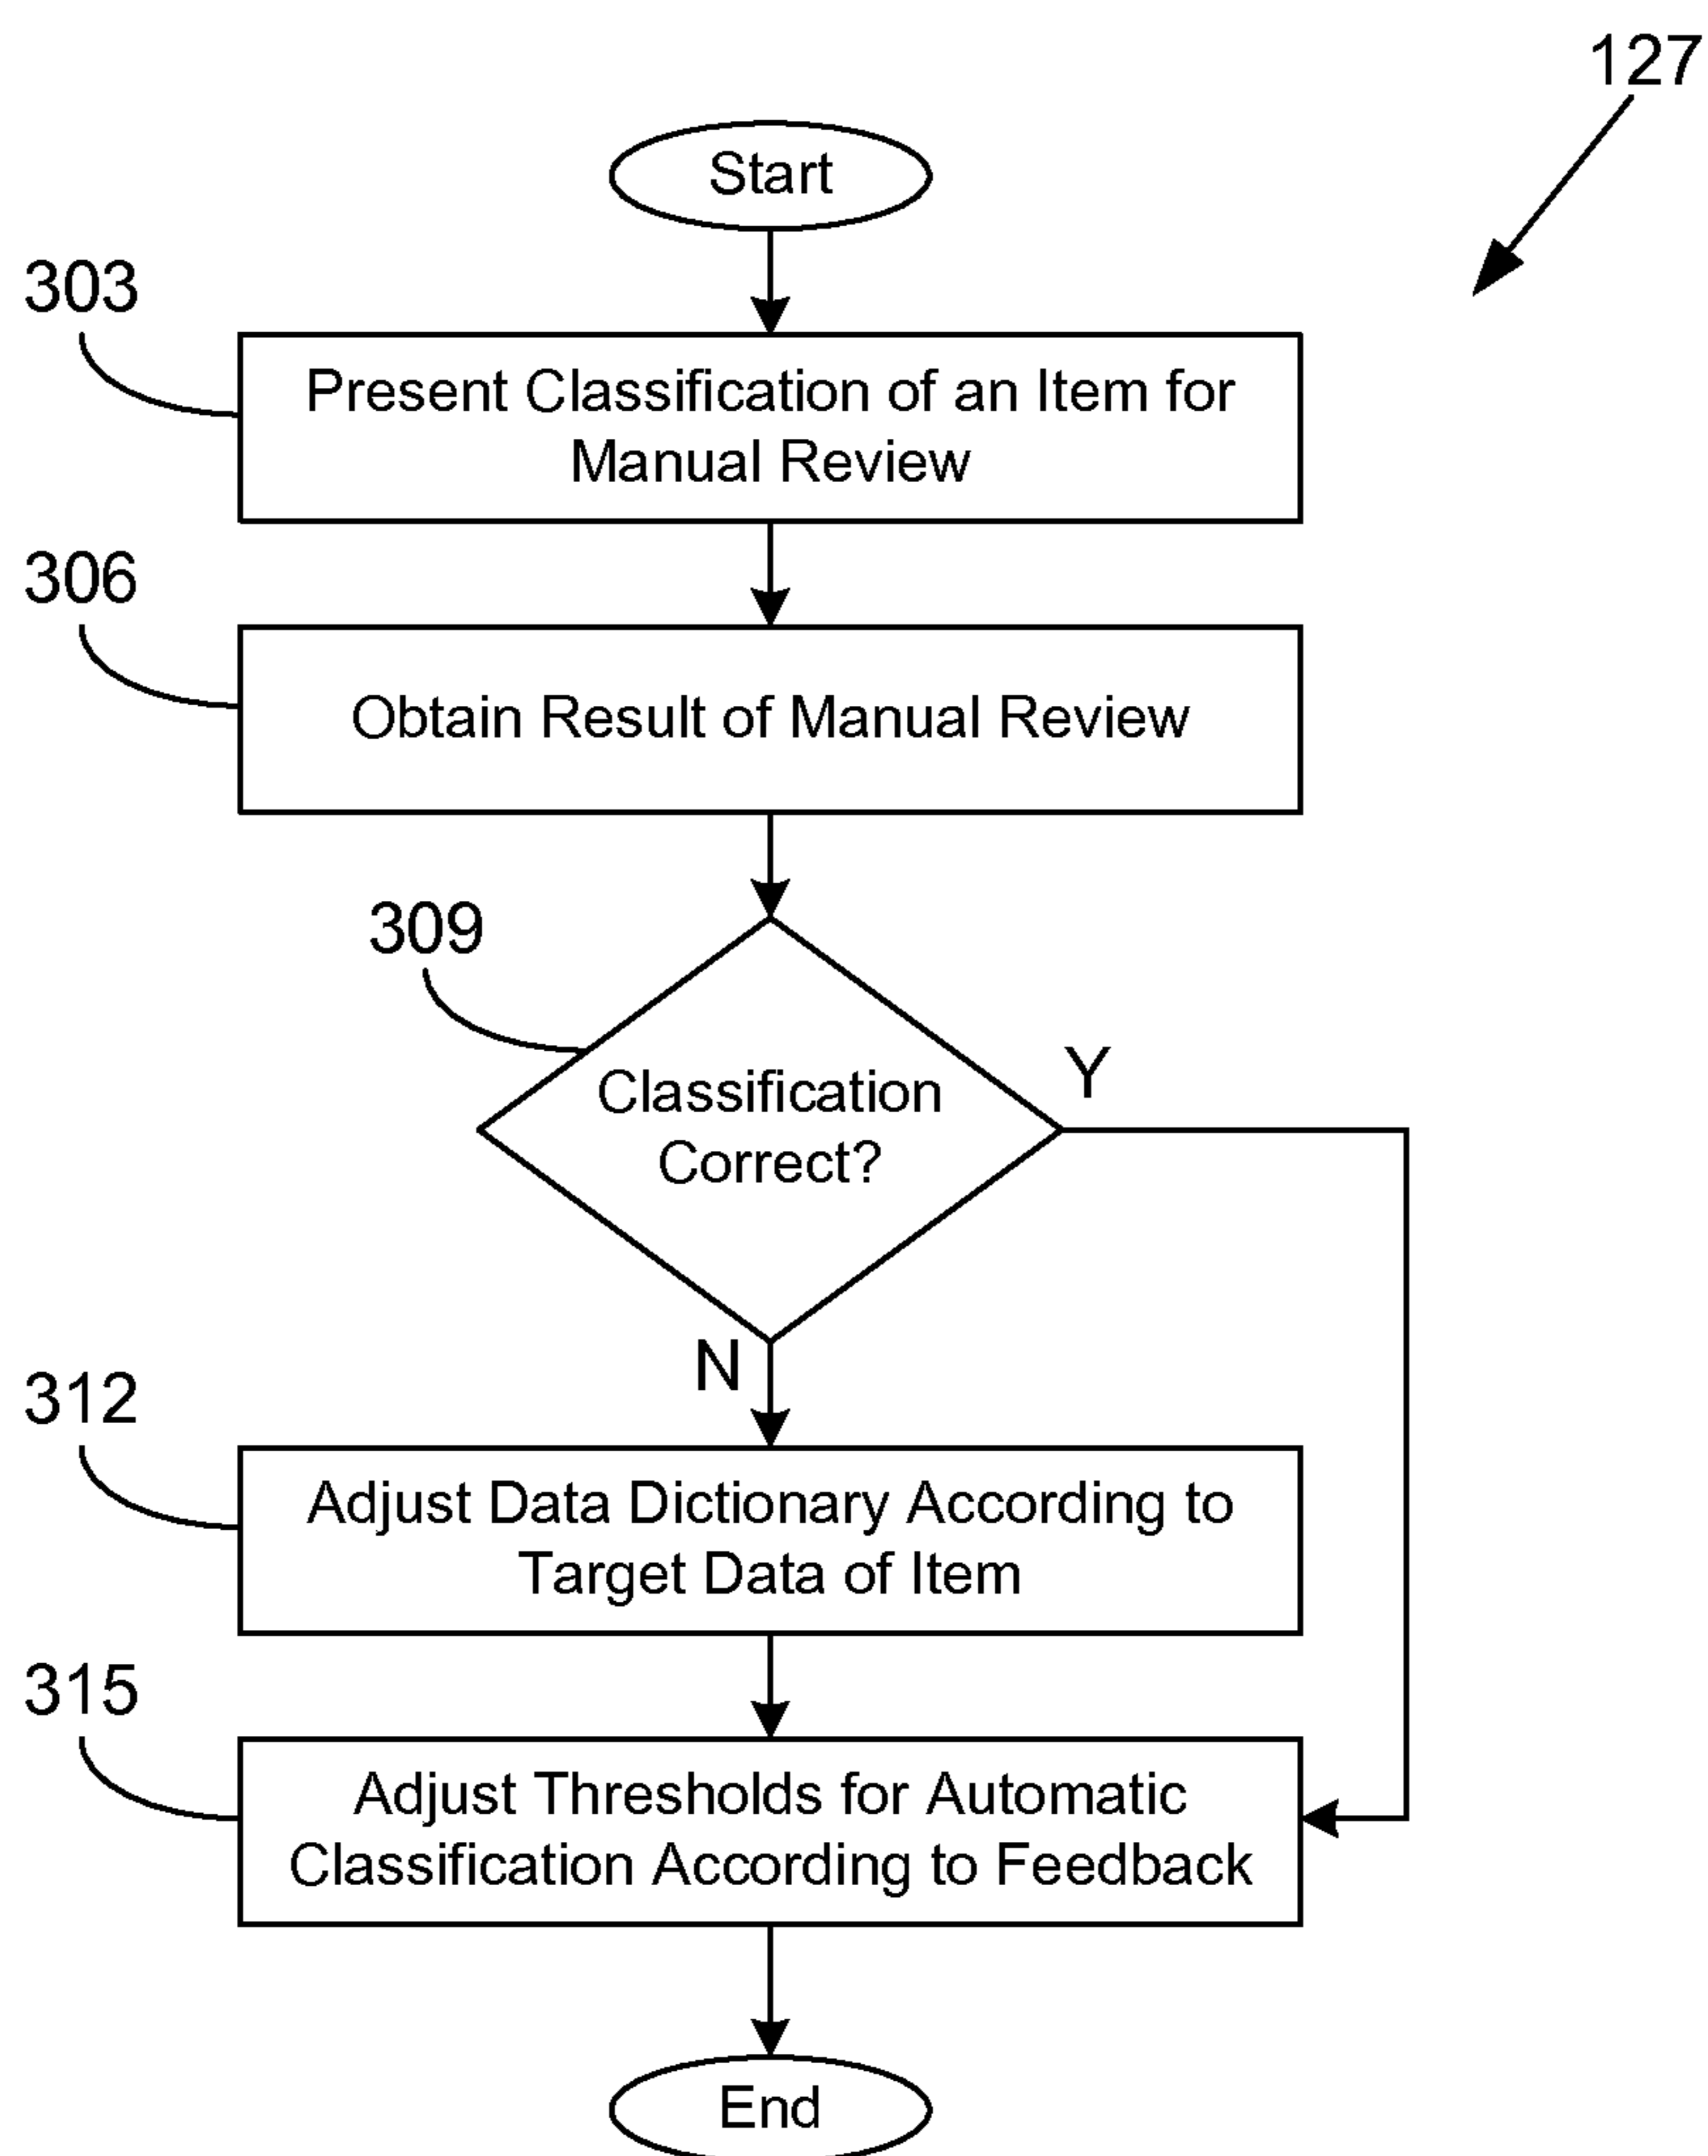 127
Start
303
Present Classification of an Item for
Manual Review
306
Obtain Result of Manual Review
309
Classification
Correct?
Y
N
312
Adjust Data Dictionary According to
Target Data of Item
315
Adjust Thresholds for Automatic
Classification According to Feedback
End